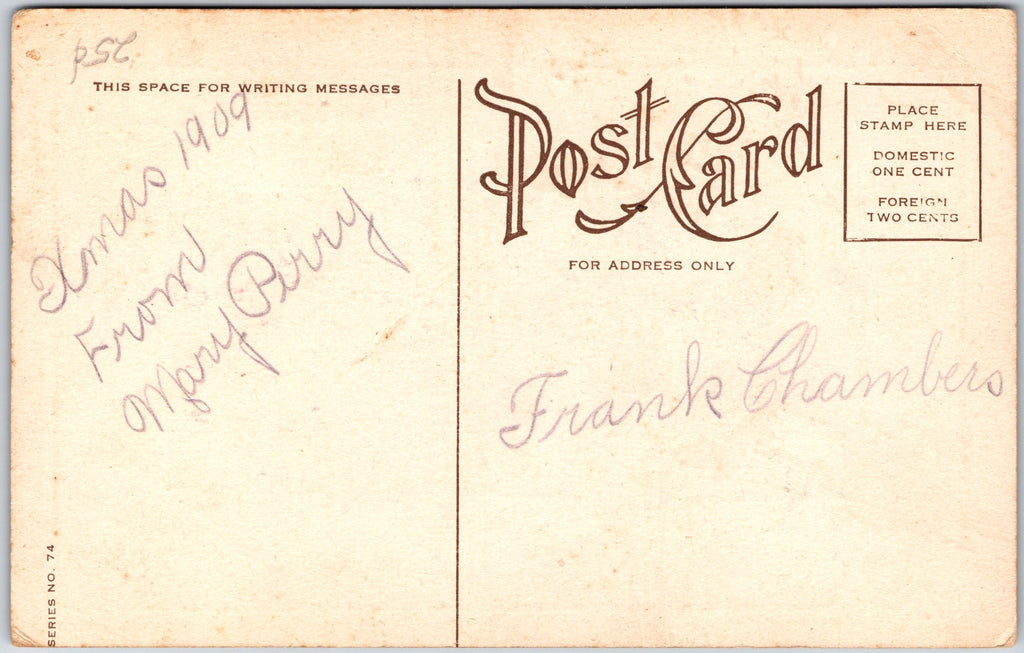 25¢
THIS SPACE FOR WRITING MESSAGES
Xmas 1909
From
Mary Perry
SERIES NO. 74
Post Card
FOR ADDRESS ONLY
PLACE
STAMP HERE
DOMESTIC
ONE CENT
FOREIGN
TWO CENTS
Frank Chambers